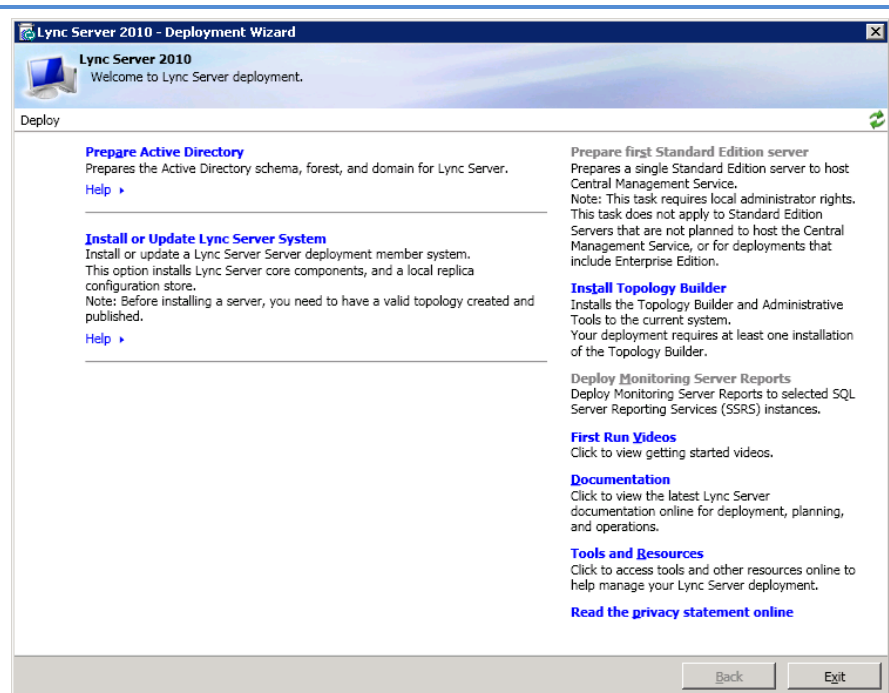 Lync Server 2010 - Deployment Wizard
Lync Server 2010
Welcome to Lync Server deployment.
Deploy
Prepare Active Directory
Prepares the Active Directory schema, forest, and domain for Lync Server.
Help
Install or Update Lync Server System
Install or update a Lync Server Server deployment member system.
This option installs Lync Server core components, and a local replica
configuration store.
Note: Before installing a server, you need to have a valid topology created and
published.
Help
Prepare first Standard Edition server
Prepares a single Standard Edition server to host
Central Management Service.
Note: This task requires local administrator rights.
This task does not apply to Standard Edition
Servers that are not planned to host the Central
Management Service, or for deployments that
include Enterprise Edition.
Install Topology Builder
Installs the Topology Builder and Administrative
Tools to the current system.
Your deployment requires at least one installation
of the Topology Builder.
Deploy Monitoring Server Reports
Deploy Monitoring Server Reports to selected SQL
Server Reporting Services (SSRS) instances.
First Run Videos
Click to view getting started videos.
Documentation
Click to view the latest Lync Server
documentation online for deployment, planning,
and operations.
Tools and Resources
Click to access tools and other resources online to
help manage your Lync Server deployment.
Read the privacy statement online
Back
Exit